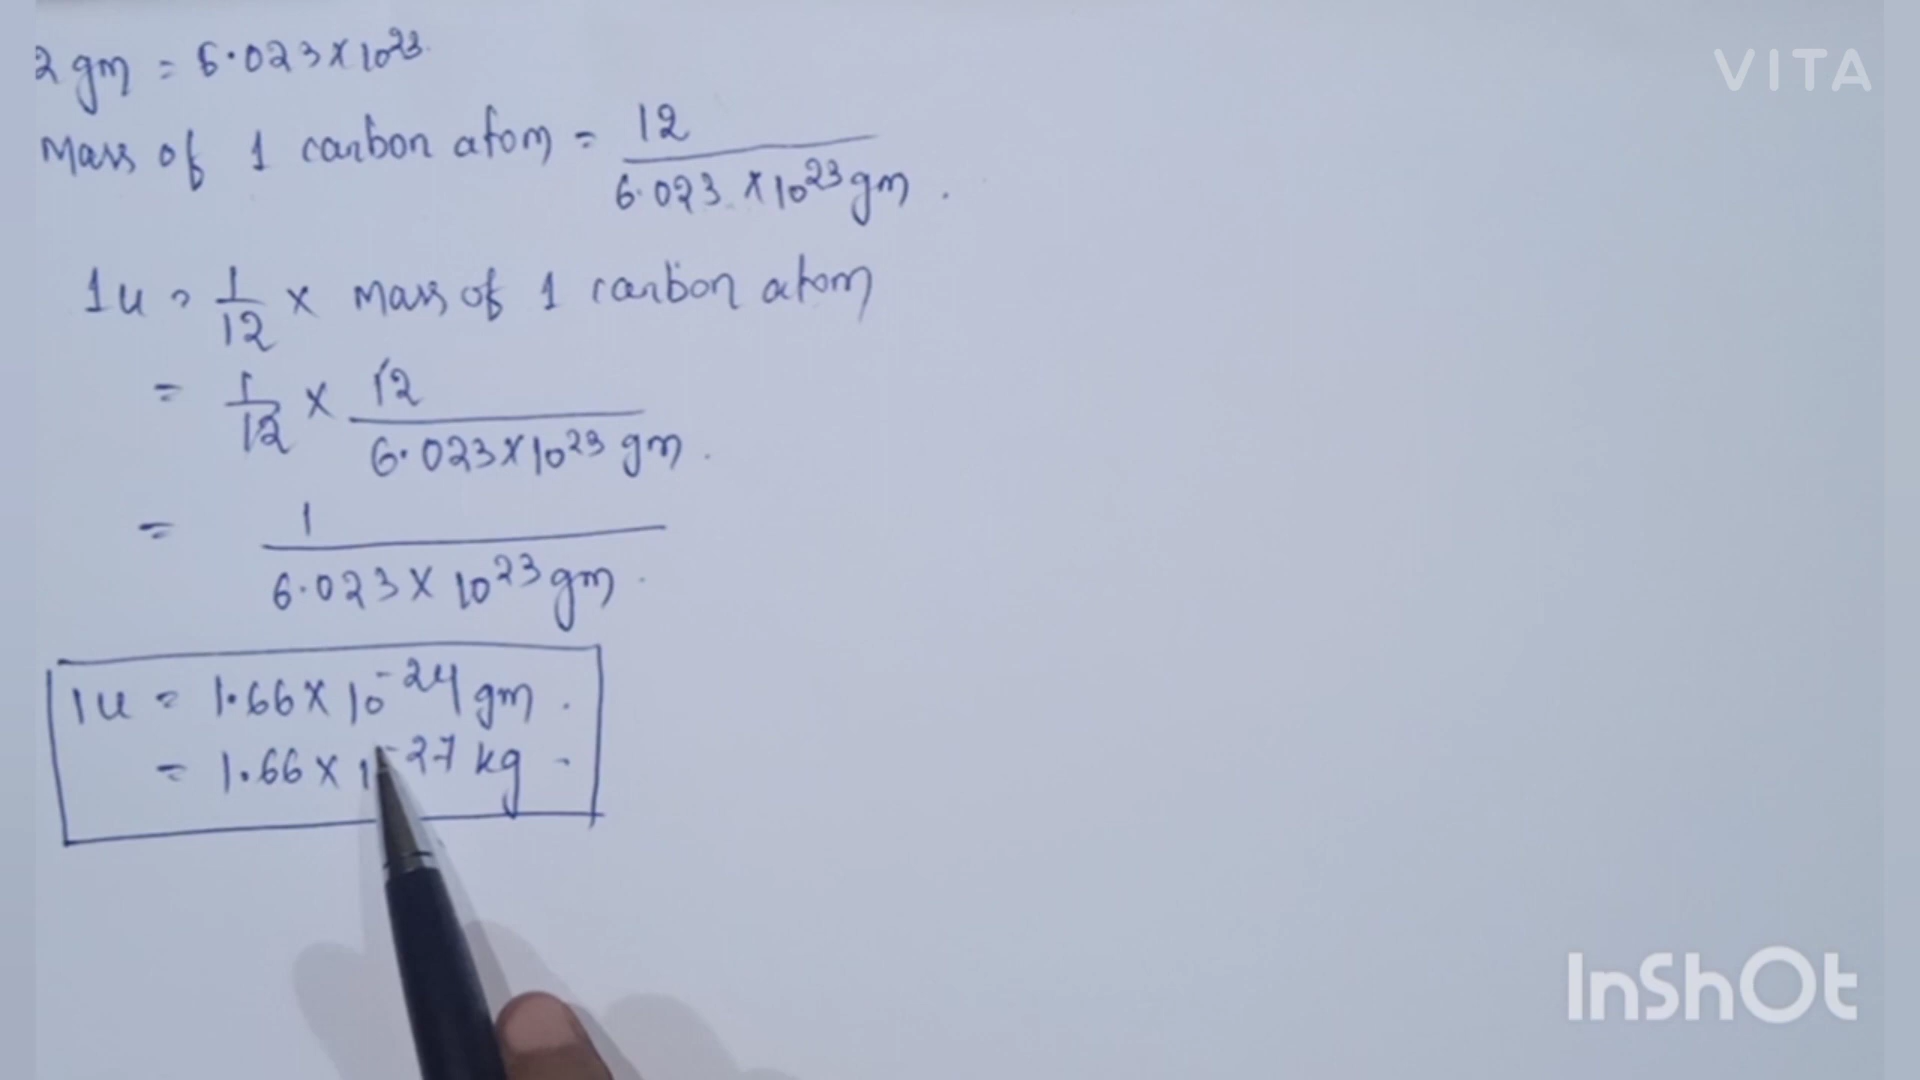 2 gm = 6.023 x 10²³
VITA
Mass of 1 carbon atom = 12 / 6.023 x 10²³ gm.
1u = 1/12 x Mass of 1 carbon atom
= 1/12 x 12 / 6.023 x 10²³ gm.
= 1 / 6.023 x 10²³ gm.
1u = 1.66 x 10⁻²⁴ gm.
= 1.66 x 10⁻²⁷ kg.
InShOt